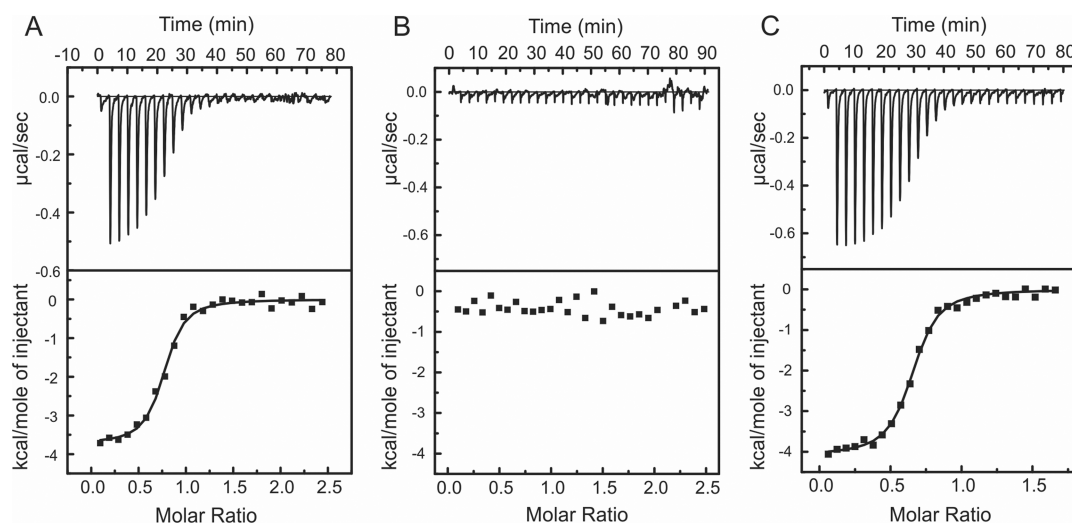 A
Time (min)
-10 0 10 20 30 40 50 60 70 80
0.0
-0.2
-0.4
-0.6
µcal/sec
0
-1
-2
-3
-4
kcal/mole of injectant
0.0 0.5 1.0 1.5 2.0 2.5
Molar Ratio
B
Time (min)
0 10 20 30 40 50 60 70 80 90
0.0
-0.2
-0.4
-0.6
µcal/sec
0
-1
-2
-3
-4
kcal/mole of injectant
0.0 0.5 1.0 1.5 2.0 2.5
Molar Ratio
C
Time (min)
0 10 20 30 40 50 60 70 80
0.0
-0.2
-0.4
-0.6
µcal/sec
0
-1
-2
-3
-4
kcal/mole of injectant
0.0 0.5 1.0 1.5
Molar Ratio